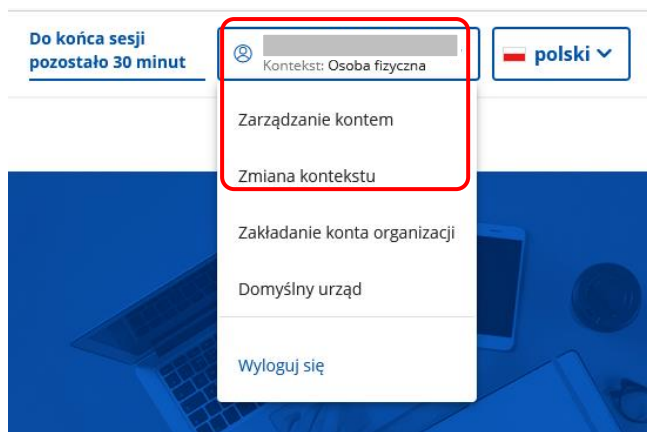 Do końca sesji
pozostało 30 minut
Kontekst: Osoba fizyczna
polski
Zarządzanie kontem
Zmiana kontekstu
Zakładanie konta organizacji
Domyślny urząd
Wyloguj się